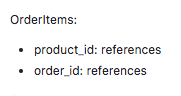 OrderItems:
• product_id: references
• order_id: references